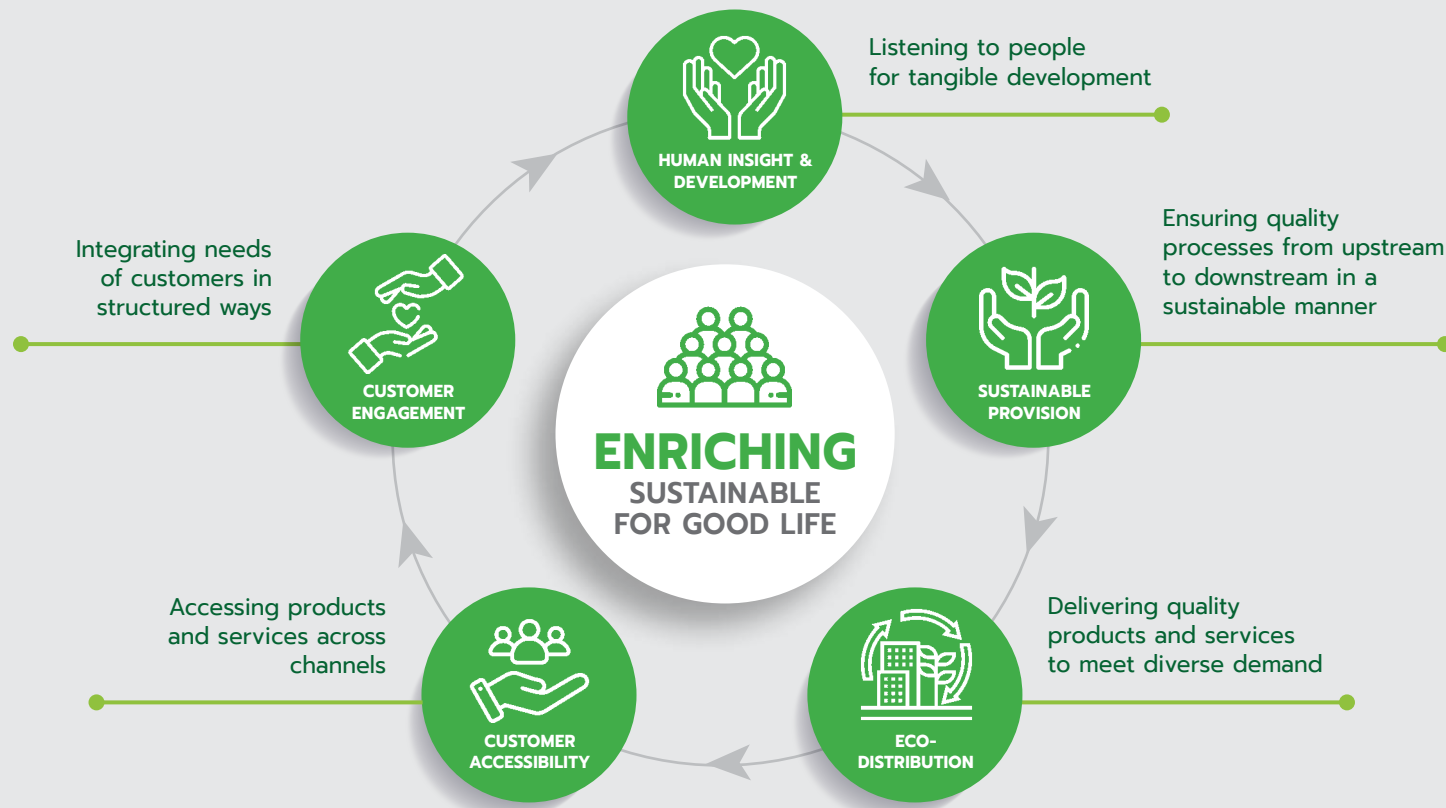 Listening to people
for tangible development
HUMAN INSIGHT &
DEVELOPMENT
Ensuring quality
processes from upstream
to downstream in a
sustainable manner
SUSTAINABLE
PROVISION
Delivering quality
products and services
to meet diverse demand
ECO-
DISTRIBUTION
Accessing products
and services across
channels
CUSTOMER
ACCESSIBILITY
Integrating needs
of customers in
structured ways
CUSTOMER
ENGAGEMENT
ENRICHING
SUSTAINABLE
FOR GOOD LIFE